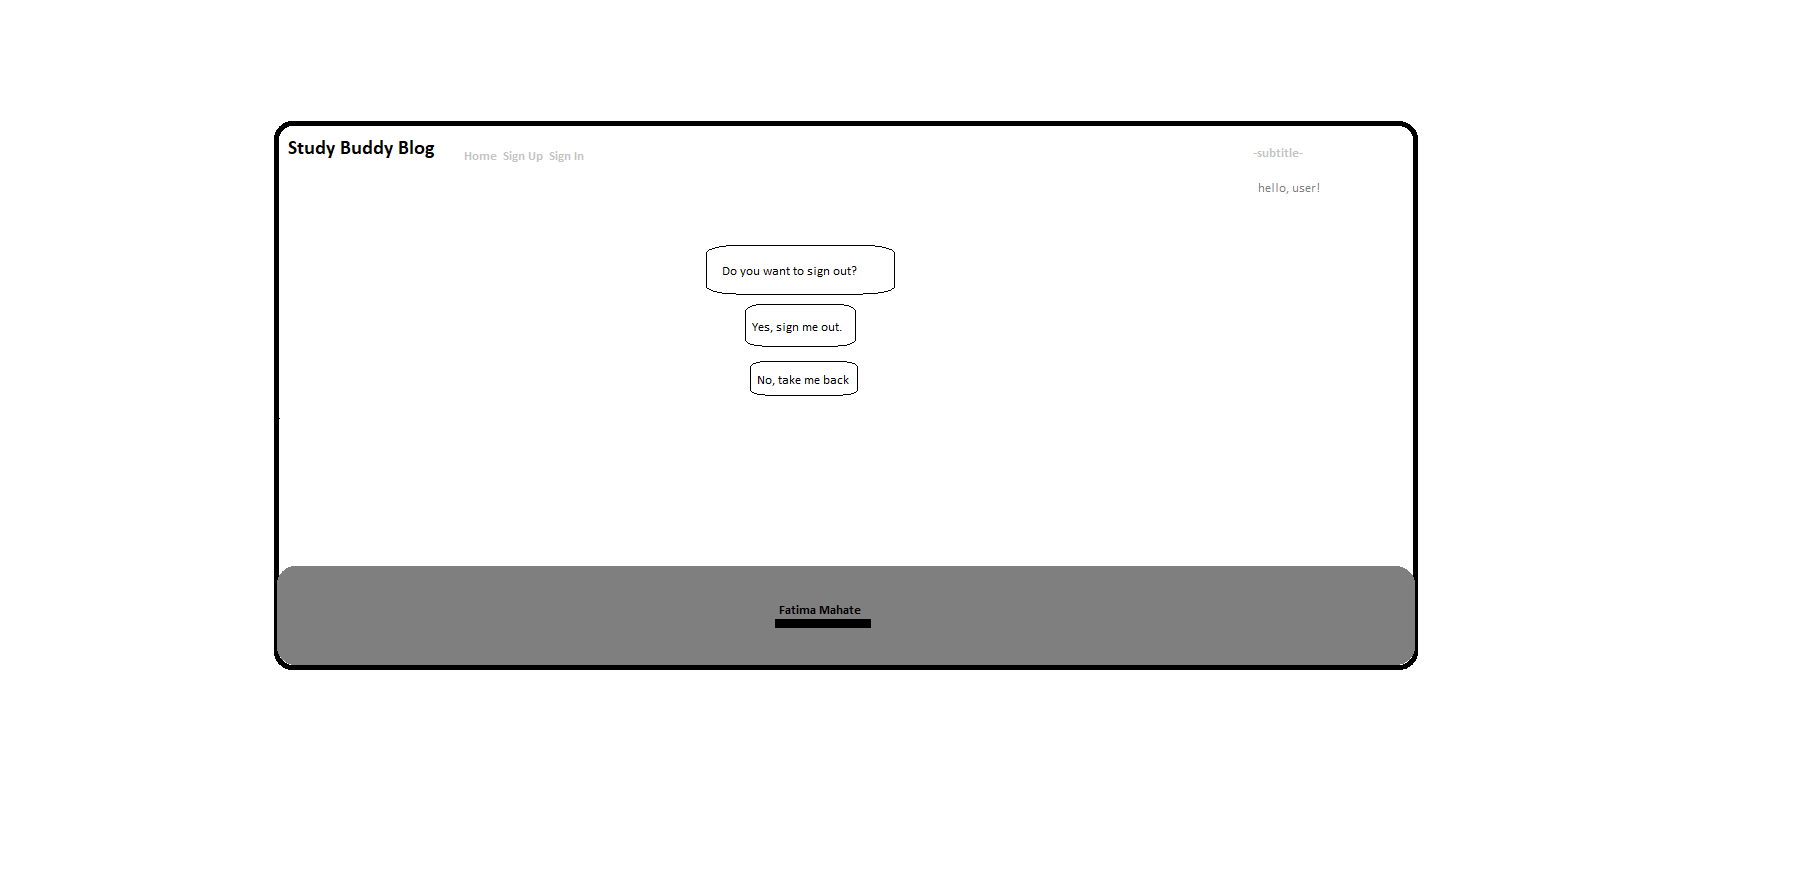 Study Buddy Blog
Home Sign Up Sign In
-subtitle-
hello, user!
Do you want to sign out?
Yes, sign me out.
No, take me back
Fatima Mahate